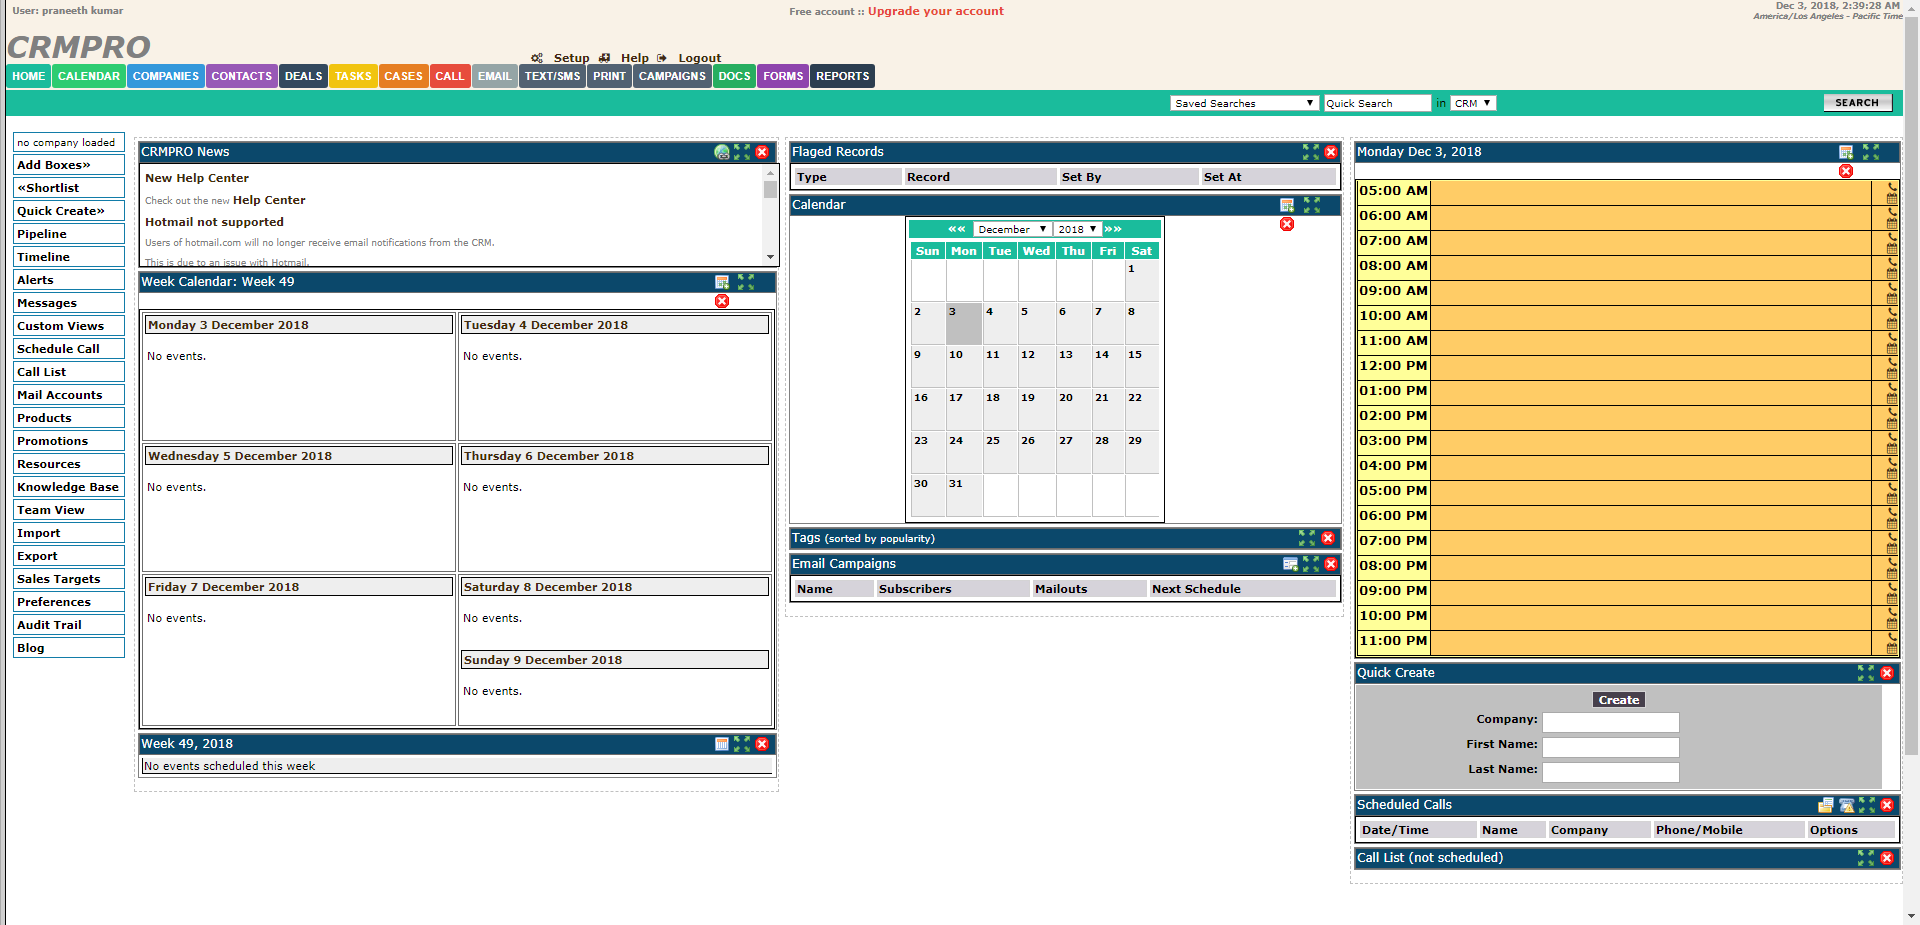 User: praneeth kumar
Free account :: Upgrade your account
Dec 3, 2018, 2:39:28 AM
America/Los Angeles - Pacific Time
CRMPRO
Setup Help Logout
HOME CALENDAR COMPANIES CONTACTS DEALS TASKS CASES CALL EMAIL TEXT/SMS PRINT CAMPAIGNS DOCS FORMS REPORTS
Saved Searches Quick Search in CRM SEARCH
no company loaded
Add Boxes»
«Shortlist
Quick Create»
Pipeline
Timeline
Alerts
Messages
Custom Views
Schedule Call
Call List
Mail Accounts
Products
Promotions
Resources
Knowledge Base
Team View
Import
Export
Sales Targets
Preferences
Audit Trail
Blog
CRMPRO News
New Help Center
Check out the new Help Center
Hotmail not supported
Users of hotmail.com will no longer receive email notifications from the CRM.
This is due to an issue with Hotmail.
Week Calendar: Week 49
Monday 3 December 2018
No events.
Tuesday 4 December 2018
No events.
Wednesday 5 December 2018
No events.
Thursday 6 December 2018
No events.
Friday 7 December 2018
No events.
Saturday 8 December 2018
No events.
Sunday 9 December 2018
No events.
Week 49, 2018
No events scheduled this week
Flaged Records
Type Record Set By Set At
Calendar
«« December 2018 »»
Sun Mon Tue Wed Thu Fri Sat
1
2 3 4 5 6 7 8
9 10 11 12 13 14 15
16 17 18 19 20 21 22
23 24 25 26 27 28 29
30 31
Tags (sorted by popularity)
Email Campaigns
Name Subscribers Mailouts Next Schedule
Monday Dec 3, 2018
05:00 AM
06:00 AM
07:00 AM
08:00 AM
09:00 AM
10:00 AM
11:00 AM
12:00 PM
01:00 PM
02:00 PM
03:00 PM
04:00 PM
05:00 PM
06:00 PM
07:00 PM
08:00 PM
09:00 PM
10:00 PM
11:00 PM
Quick Create
Create
Company:
First Name:
Last Name:
Scheduled Calls
Date/Time Name Company Phone/Mobile Options
Call List (not scheduled)